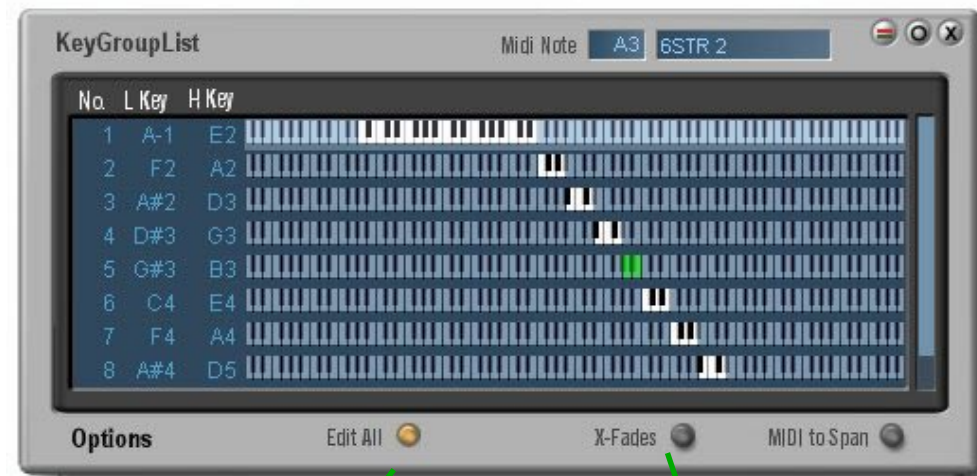 KeyGroupList Midi Note A3 6STR 2
No. L Key H Key
1 A-1 E2
2 F2 A2
3 A#2 D3
4 D#3 G3
5 G#3 B3
6 C4 E4
7 F4 A4
8 A#4 D5
Options Edit All X-Fades MIDI to Span